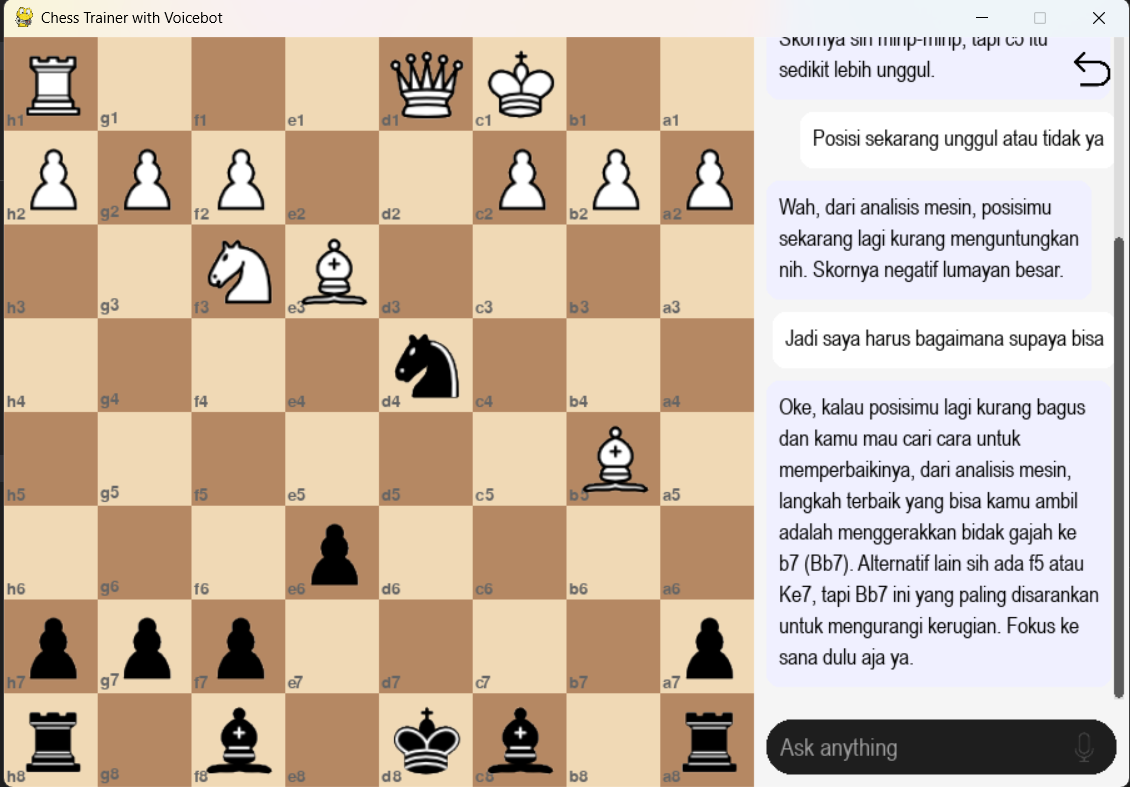 Chess Trainer with Voicebot
h1 g1 f1 e1 d1 c1 b1 a1
h2 g2 f2 e2 d2 c2 b2 a2
h3 g3 f3 e3 d3 c3 b3 a3
h4 g4 f4 e4 d4 c4 b4 a4
h5 g5 f5 e5 d5 c5 b5 a5
h6 g6 f6 e6 d6 c6 b6 a6
h7 g7 f7 e7 d7 c7 b7 a7
h8 g8 f8 e8 d8 c8 b8 a8
Skornya sih mirip-mirip, tapi c5 itu
sedikit lebih unggul.
Posisi sekarang unggul atau tidak ya
Wah, dari analisis mesin, posisimu
sekarang lagi kurang menguntungkan
nih. Skornya negatif lumayan besar.
Jadi saya harus bagaimana supaya bisa
Oke, kalau posisimu lagi kurang bagus
dan kamu mau cari cara untuk
memperbaikinya, dari analisis mesin,
langkah terbaik yang bisa kamu ambil
adalah menggerakkan bidak gajah ke
b7 (Bb7). Alternatif lain sih ada f5 atau
Ke7, tapi Bb7 ini yang paling disarankan
untuk mengurangi kerugian. Fokus ke
sana dulu aja ya.
Ask anything